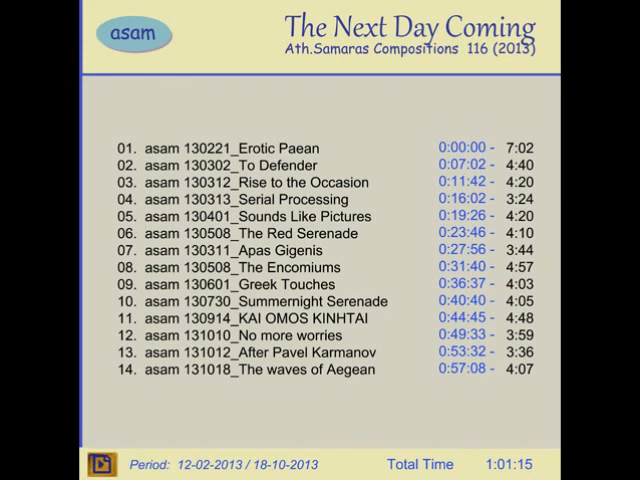 asam
The Next Day Coming
Ath.Samaras Compositions 116 (2013)
01. asam 130221_Erotic Paean 0:00:00 - 7:02
02. asam 130302_To Defender 0:07:02 - 4:40
03. asam 130312_Rise to the Occasion 0:11:42 - 4:20
04. asam 130313_Serial Processing 0:16:02 - 3:24
05. asam 130401_Sounds Like Pictures 0:19:26 - 4:20
06. asam 130508_The Red Serenade 0:23:46 - 4:10
07. asam 130311_Apas Gigenis 0:27:56 - 3:44
08. asam 130508_The Encomiums 0:31:40 - 4:57
09. asam 130601_Greek Touches 0:36:37 - 4:03
10. asam 130730_Summernight Serenade 0:40:40 - 4:05
11. asam 130914_KAI OMOS KINHTAI 0:44:45 - 4:48
12. asam 131010_No more worries 0:49:33 - 3:59
13. asam 131012_After Pavel Karmanov 0:53:32 - 3:36
14. asam 131018_The waves of Aegean 0:57:08 - 4:07
Period: 12-02-2013 / 18-10-2013 Total Time 1:01:15